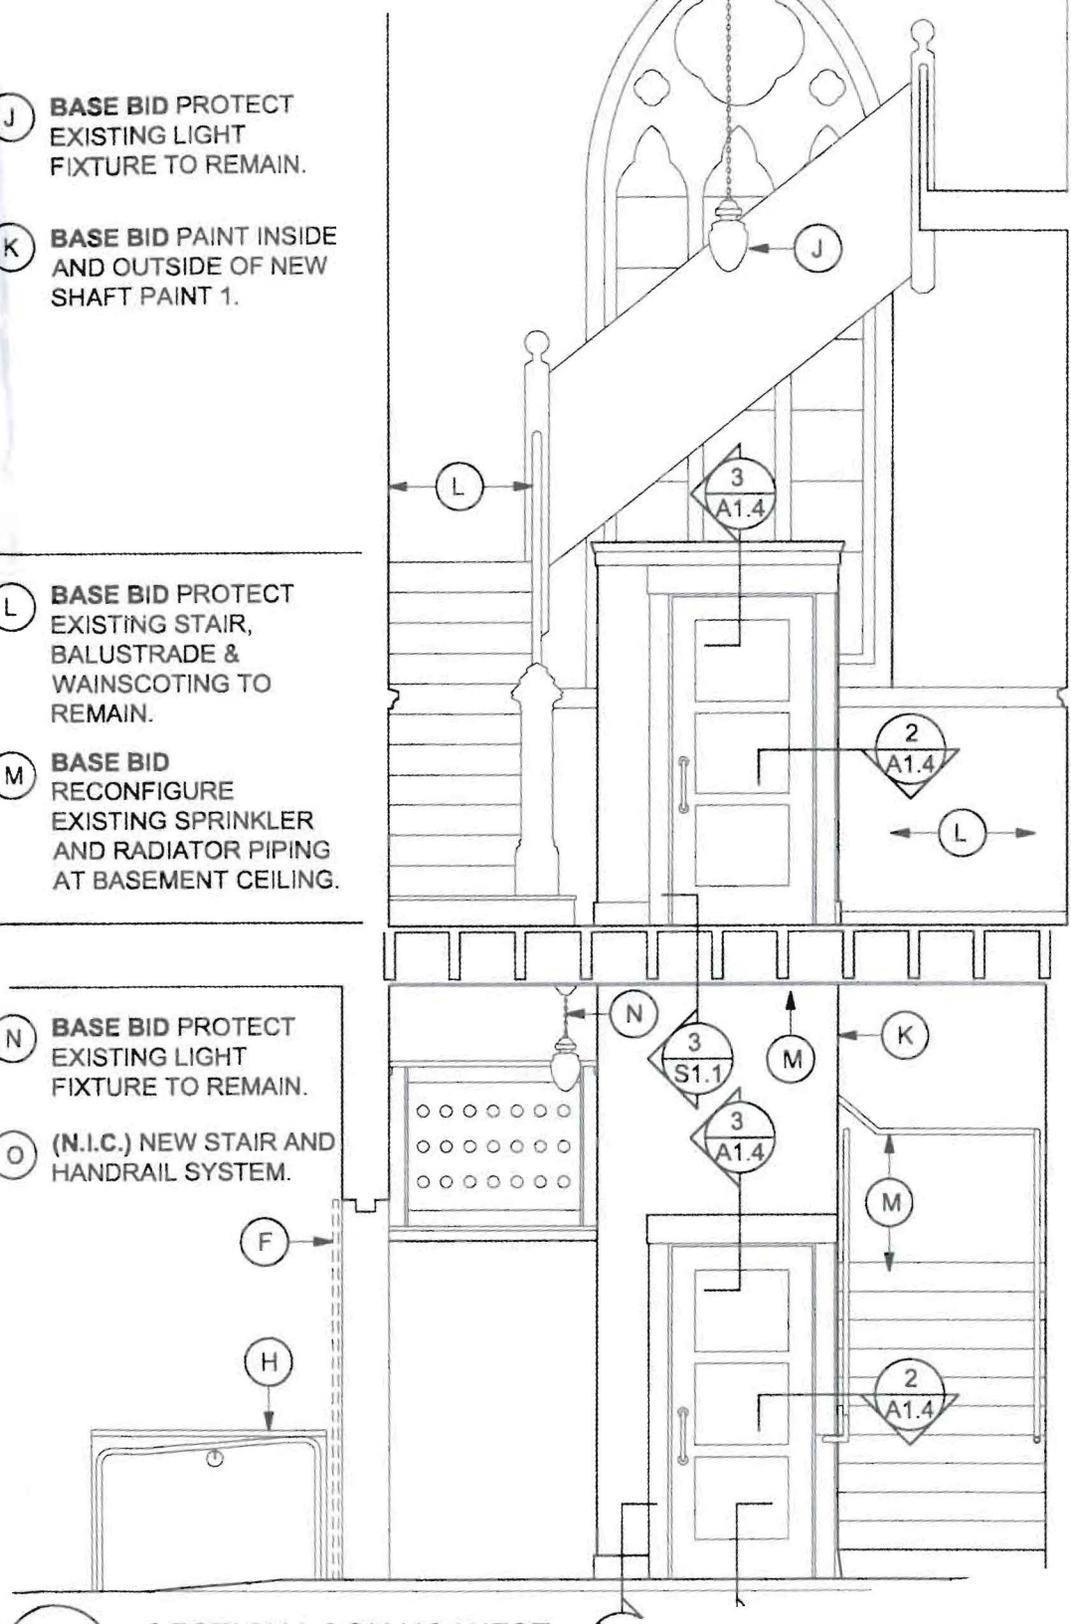 J
BASE BID PROTECT
EXISTING LIGHT
FIXTURE TO REMAIN.
K
BASE BID PAINT INSIDE
AND OUTSIDE OF NEW
SHAFT PAINT 1.
L
BASE BID PROTECT
EXISTING STAIR,
BALUSTRADE &
WAINSCOTING TO
REMAIN.
M
BASE BID
RECONFIGURE
EXISTING SPRINKLER
AND RADIATOR PIPING
AT BASEMENT CEILING.
N
BASE BID PROTECT
EXISTING LIGHT
FIXTURE TO REMAIN.
O
(N.I.C.) NEW STAIR AND
HANDRAIL SYSTEM.
J
L
3
A1.4
2
A1.4
L
N
3
S1.1
M
K
3
A1.4
M
F
H
2
A1.4